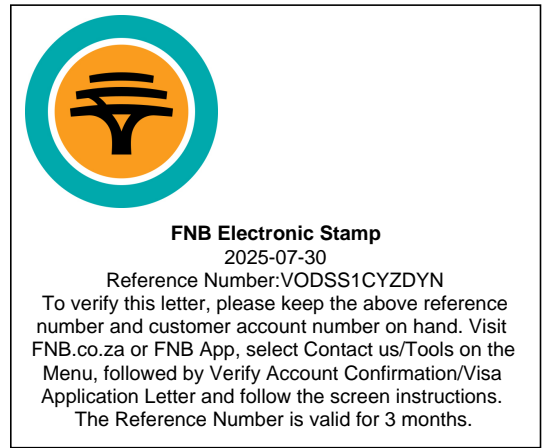 FNB Electronic Stamp
2025-07-30
Reference Number:VODSS1CYZDYN
To verify this letter, please keep the above reference
number and customer account number on hand. Visit
FNB.co.za or FNB App, select Contact us/Tools on the
Menu, followed by Verify Account Confirmation/Visa
Application Letter and follow the screen instructions.
The Reference Number is valid for 3 months.